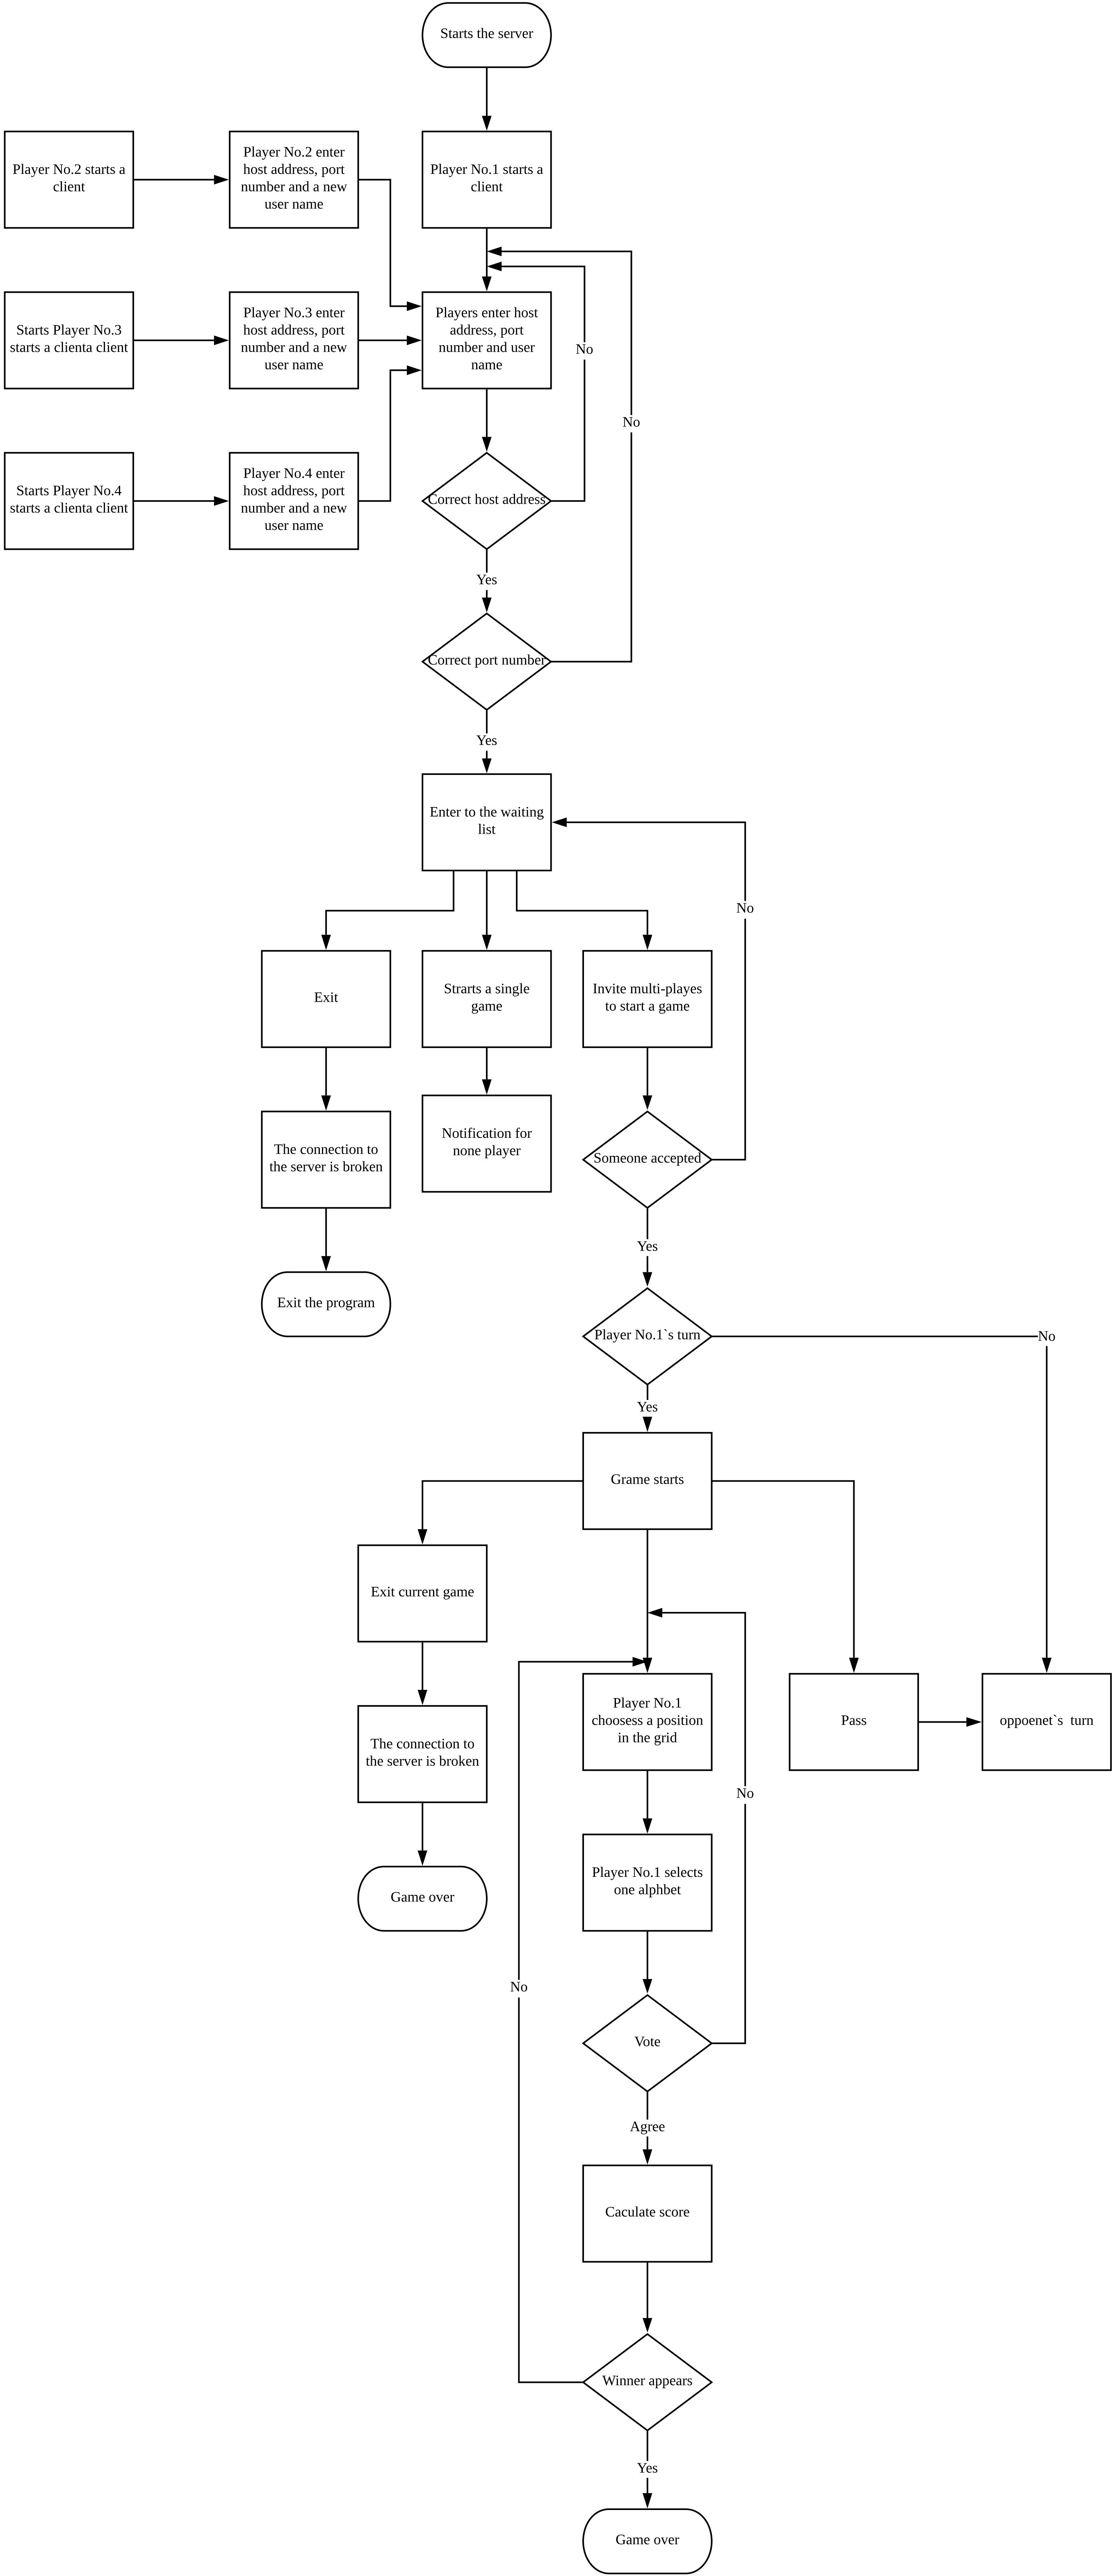 Starts the server
Player No.2 starts a
client
Player No.2 enter
host address, port
number and a new
user name
Player No.1 starts a
client
Starts Player No.3
starts a clienta client
Player No.3 enter
host address, port
number and a new
user name
Players enter host
address, port
number and user
name
No
No
Starts Player No.4
starts a clienta client
Player No.4 enter
host address, port
number and a new
user name
Correct host address
Yes
Correct port number
Yes
Enter to the waiting
list
No
Exit
Strarts a single
game
Invite multi-playes
to start a game
The connection to
the server is broken
Notification for
none player
Someone accepted
Yes
Exit the program
Player No.1`s turn
No
Yes
Grame starts
Exit current game
Player No.1
choosess a position
in the grid
Pass
oppoenet`s  turn
The connection to
the server is broken
No
Player No.1 selects
one alphbet
Game over
No
Vote
Agree
Caculate score
Winner appears
Yes
Game over